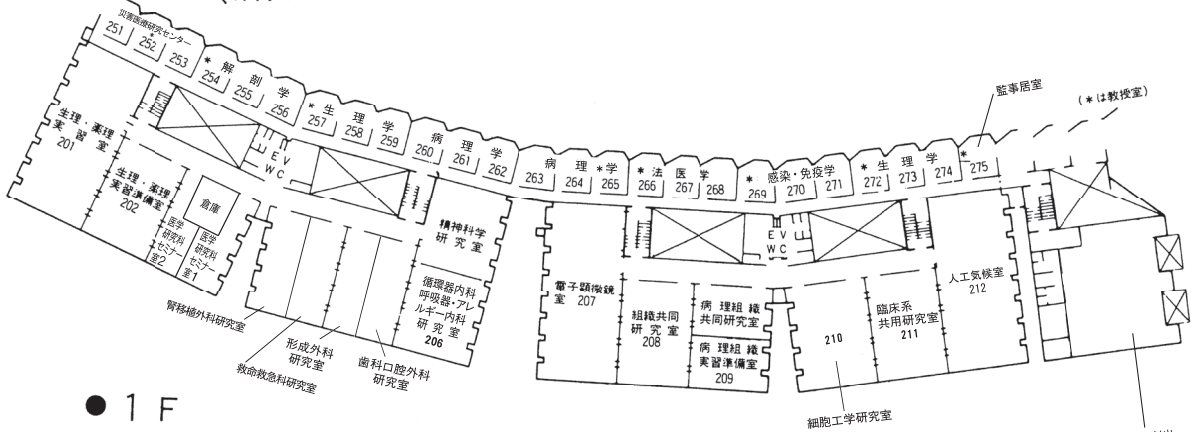 災害医療研究センター
251 *252 253
解剖学
*254 255 256
生理学
*257 258 259
病理学
260 261 262
病理学
263 264 *265
法医学
*266 267 268
感染・免疫学
*269 270 271
生理学
*272 273 274
*275
監事居室
(*は教授室)
生理・薬理
実習室
201
生理・薬理
実習準備室
202
倉庫
医学
研究科
セミナー
室2
医学
研究科
セミナー
室1
EV
WC
腎移植外科研究室
救命救急科研究室
形成外科
研究室
歯科口腔外科
研究室
精神科学
研究室
循環器内科
呼吸器・アレ
ルギー内科
研究室
206
電子顕微鏡
室 207
組織共同
研究室
208
病理組織
共同研究室
病理組織
実習準備室
209
EV
WC
210
細胞工学研究室
臨床系
共用研究室
211
人工気候室
212
●1F